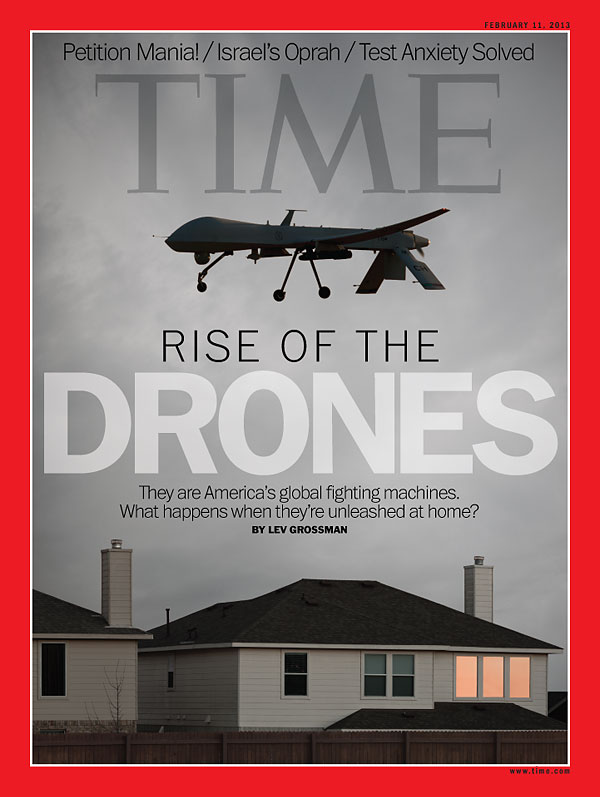 FEBRUARY 11, 2013
Petition Mania! / Israel's Oprah / Test Anxiety Solved
TIME
RISE OF THE
DRONES
They are America's global fighting machines.
What happens when they're unleashed at home?
BY LEV GROSSMAN
www.time.com